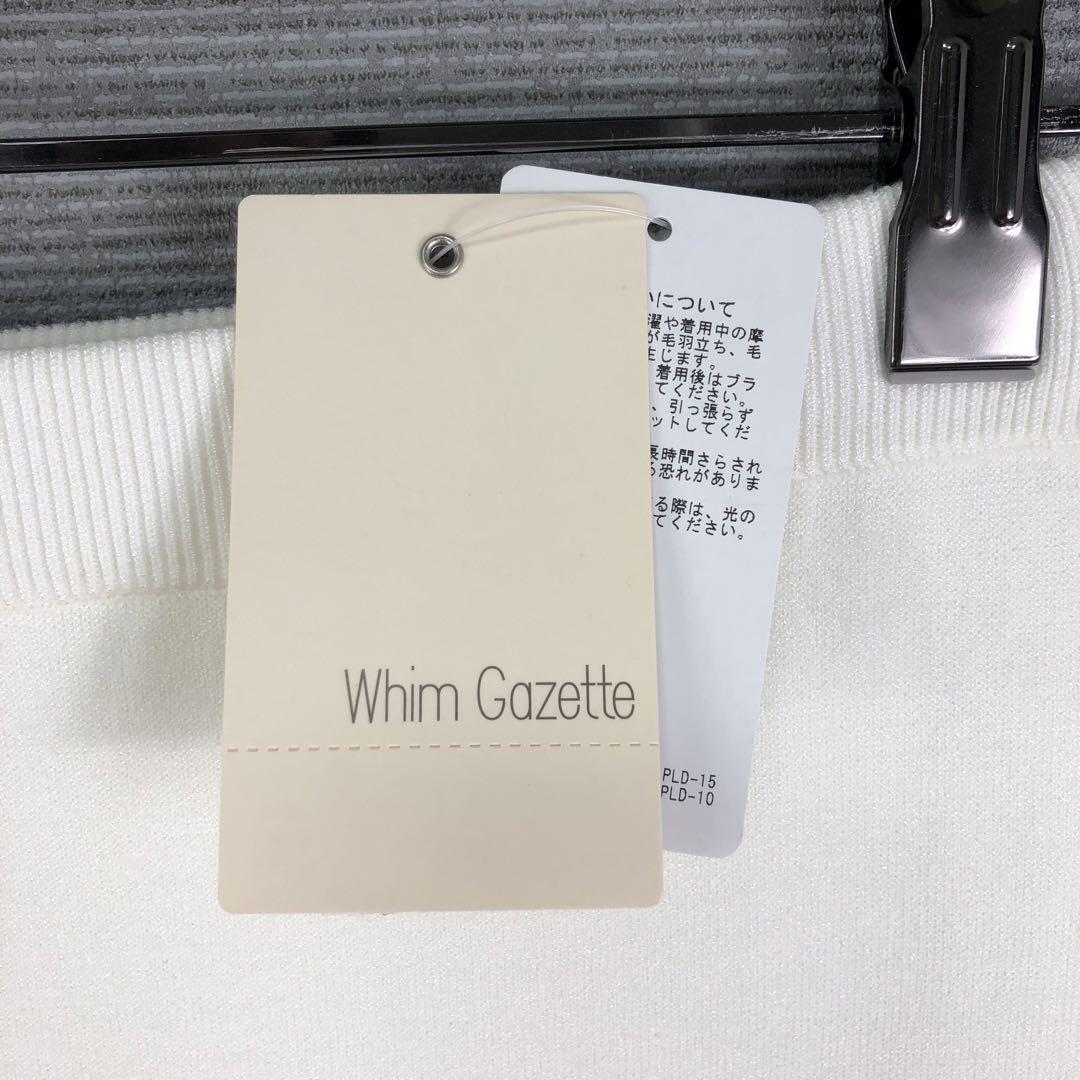 Whim Gazette
いについて
濯や着用中の摩
が毛羽立ち、毛
生じます。
、着用後はブラ
てください。
、引っ張らず
ットしてくだ
長時間さらされ
る恐れがありま
る際は、光の
てください。
PLD-15
PLD-10